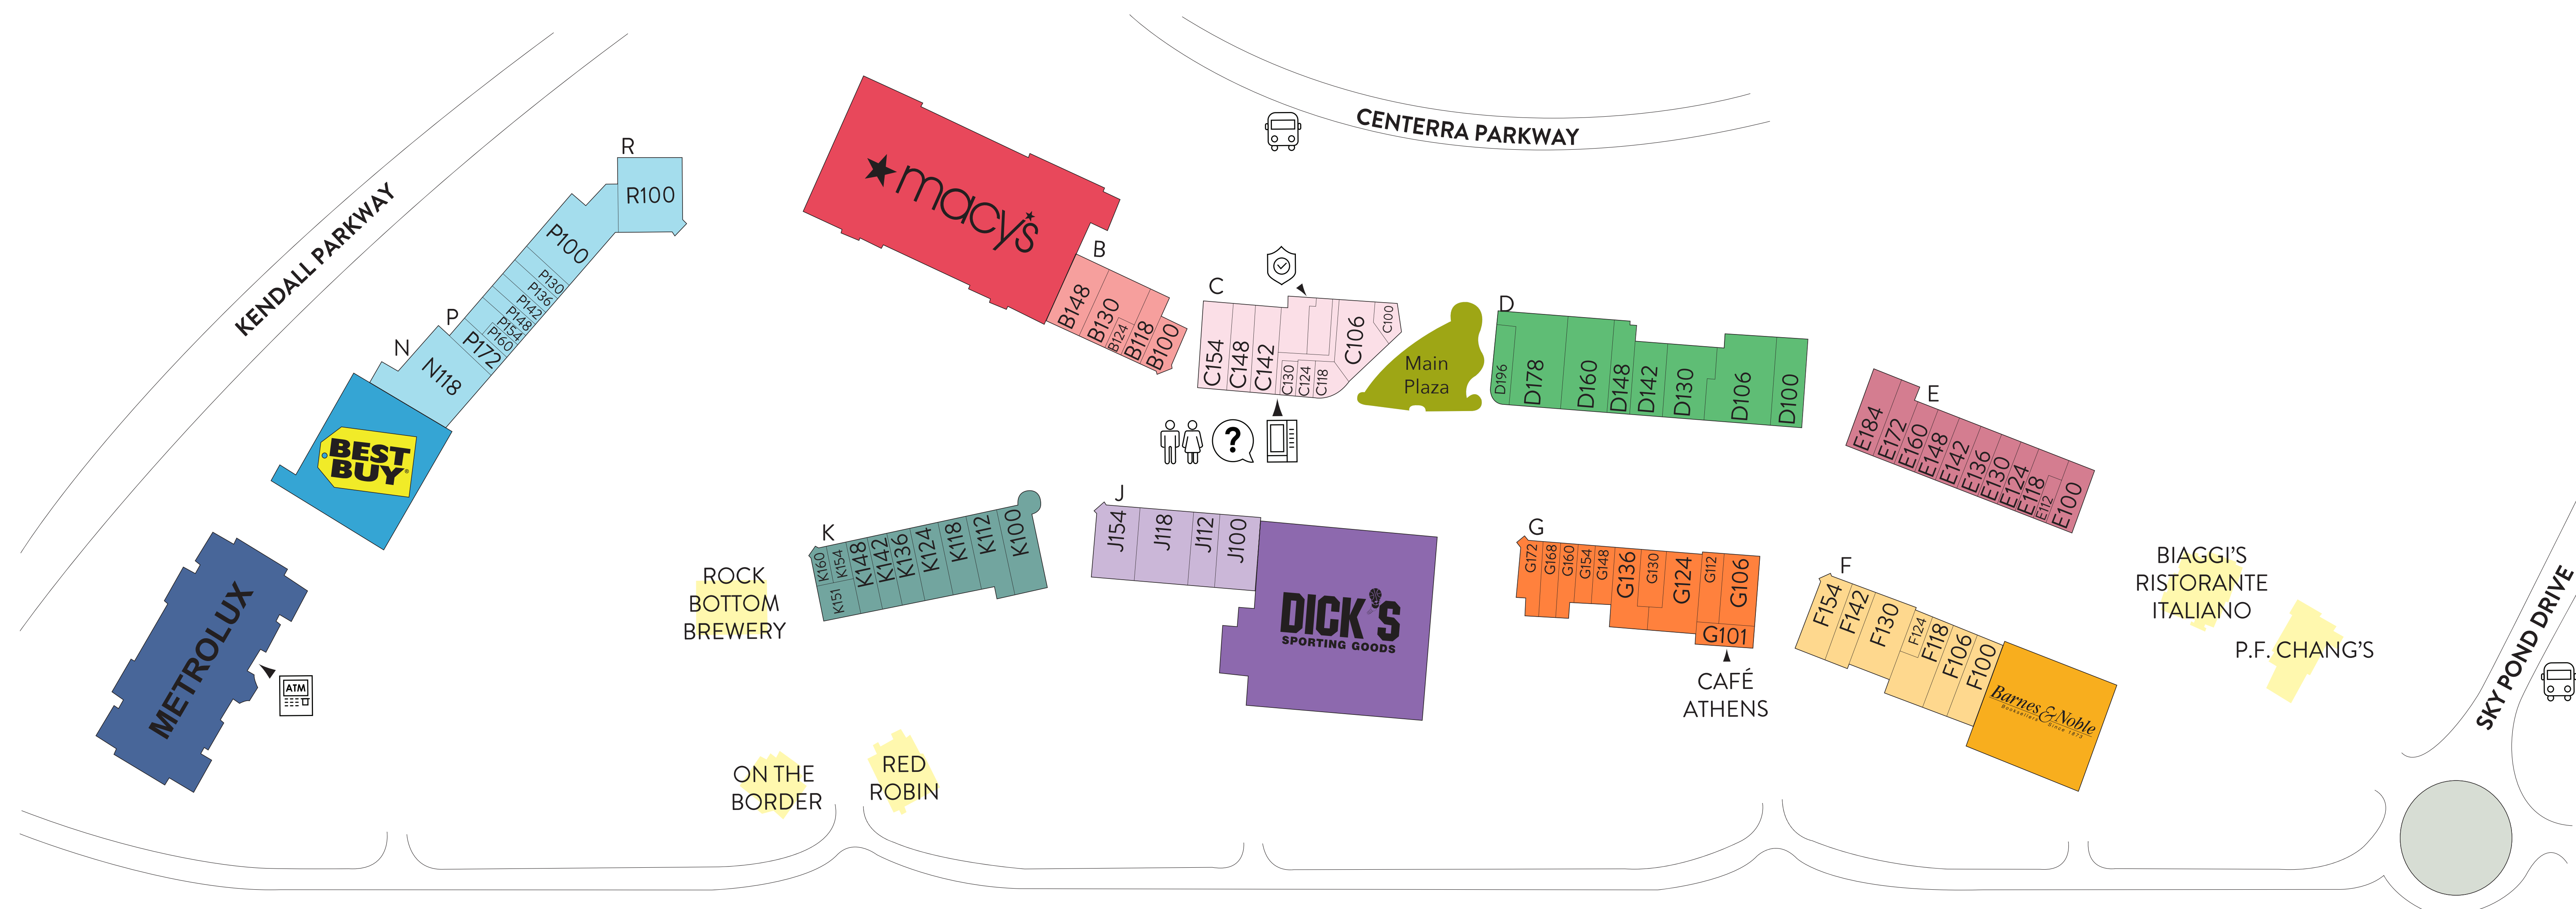 CENTERRA PARKWAY
KENDALL PARKWAY
R
R100
P100
P130
P136
P142
P148
P154
P160
P172
P
N
N118
BEST
BUY
METROLUX
ATM
macy's
B
B148
B130
B124
B118
B100
C
C154
C148
C142
C130
C124
C118
C106
C100
?
Main
Plaza
D
D196
D178
D160
D148
D142
D130
D106
D100
E
E184
E172
E160
E148
E142
E136
E130
E124
E118
E112
E100
K
K160
K154
K151
K148
K142
K136
K124
K118
K112
K100
J
J154
J118
J112
J100
DICK'S
SPORTING GOODS
G
G172
G168
G160
G154
G148
G136
G130
G124
G112
G106
G101
CAFÉ
ATHENS
F
F154
F142
F130
F124
F118
F106
F100
Barnes & Noble
Booksellers Since 1873
ROCK
BOTTOM
BREWERY
ON THE
BORDER
RED
ROBIN
BIAGGI'S
RISTORANTE
ITALIANO
P.F. CHANG'S
SKY POND DRIVE